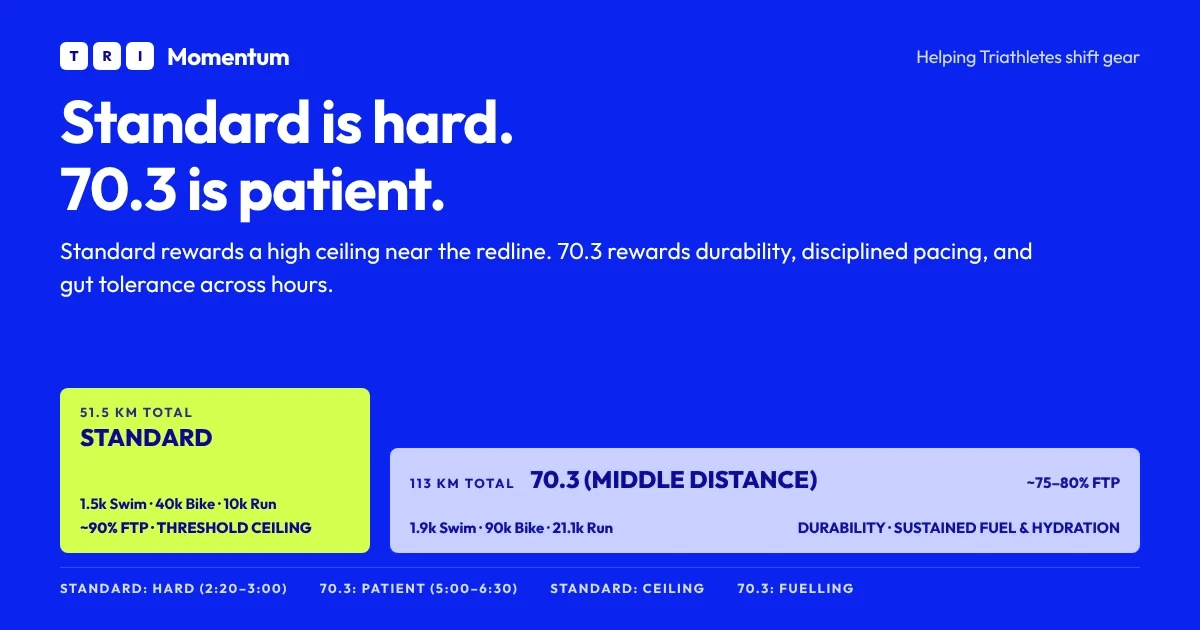 TRI Momentum
Helping Triathletes shift gear
Standard is hard.
70.3 is patient.
Standard rewards a high ceiling near the redline. 70.3 rewards durability, disciplined pacing, and
gut tolerance across hours.
51.5 KM TOTAL
STANDARD
1.5k Swim · 40k Bike · 10k Run
~90% FTP · THRESHOLD CEILING
113 KM TOTAL 70.3 (MIDDLE DISTANCE) ~75–80% FTP
1.9k Swim · 90k Bike · 21.1k Run DURABILITY · SUSTAINED FUEL & HYDRATION
STANDARD: HARD (2:20–3:00) 70.3: PATIENT (5:00–6:30) STANDARD: CEILING 70.3: FUELLING